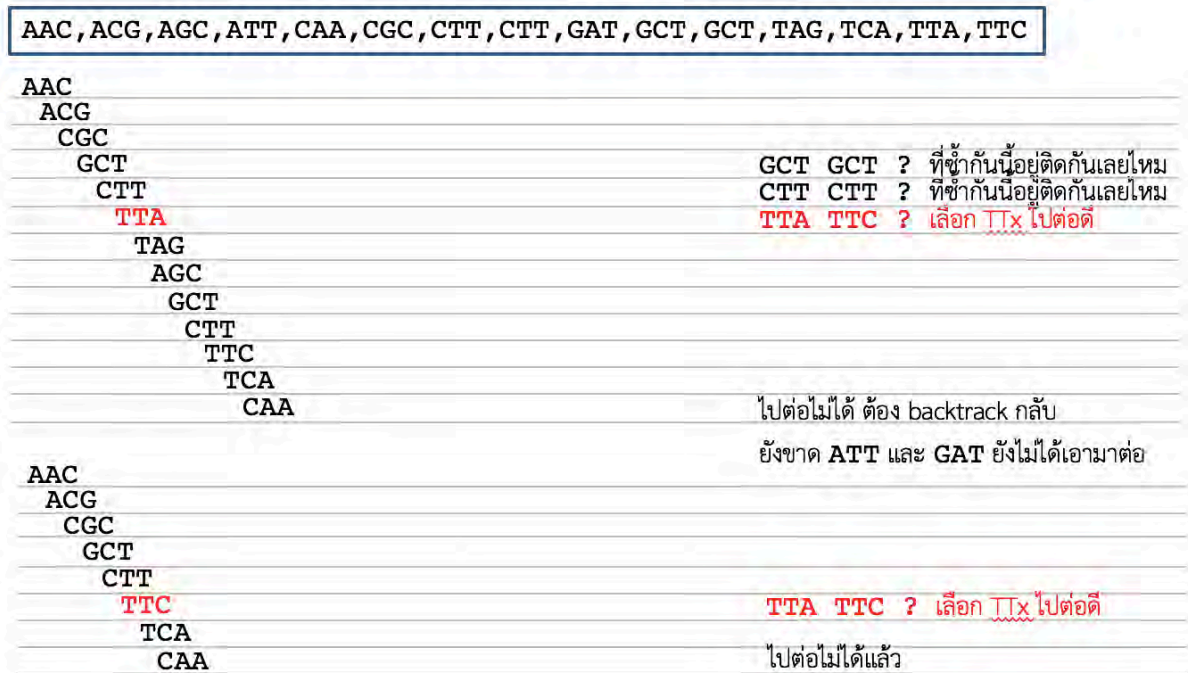 AAC,ACG,AGC,ATT,CAA,CGC,CTT,CTT,GAT,GCT,GCT,TAG,TCA,TTA,TTC
AAC
ACG
CGC
GCT GCT GCT ? ที่ซ้ำกันนี้อยู่ติดกันเลยไหม
CTT CTT CTT ? ที่ซ้ำกันนี้อยู่ติดกันเลยไหม
TTA TTA TTC ? เลือก TTx ไปต่อดี
TAG
AGC
GCT
CTT
TTC
TCA
CAA ไปต่อไม่ได้ ต้อง backtrack กลับ
ยังขาด ATT และ GAT ยังไม่ได้เอามาต่อ
AAC
ACG
CGC
GCT
CTT
TTC TTA TTC ? เลือก TTx ไปต่อดี
TCA
CAA ไปต่อไม่ได้แล้ว